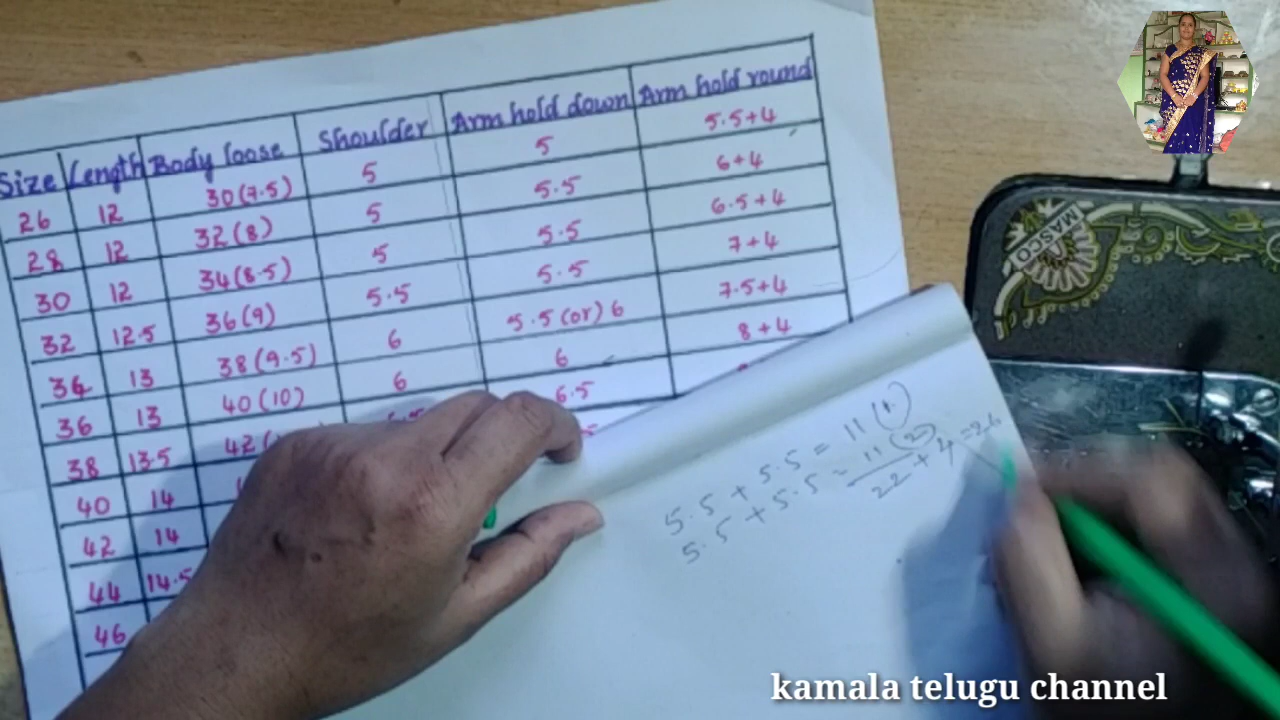 Size Length Body loose Shoulder Arm hold down Arm hold round
26 12 30(7.5) 5 5 5.5+4
28 12 32(8) 5 5.5 6+4
30 12 34(8.5) 5 5.5 6.5+4
32 12.5 36(9) 5.5 5.5 7+4
34 13 38(9.5) 6 5.5(or)6 7.5+4
36 13 40(10) 6 6 8+4
38 13.5 42( 6.5
40 14
42 14
44 14.5
46
5.5+5.5=11(1.)
5.5+5.5=11(2)
22+4=26
MASCO
kamala telugu channel